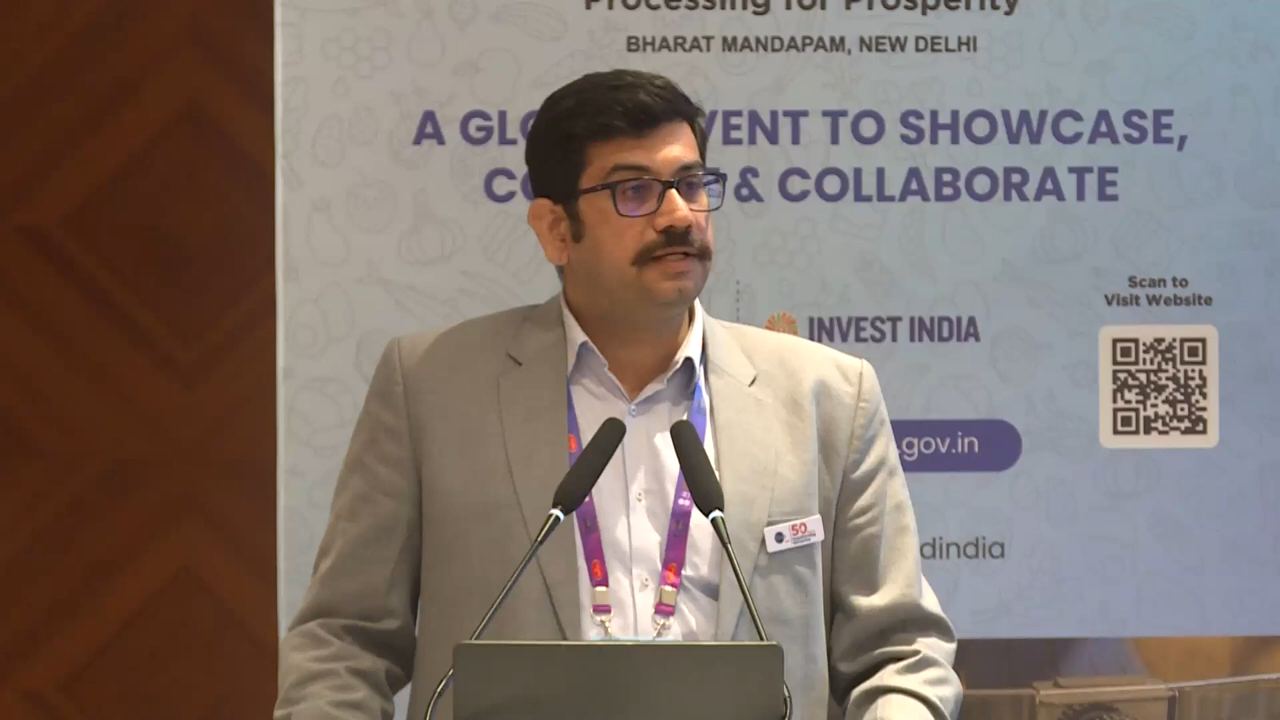 Processing for Prosperity
BHARAT MANDAPAM, NEW DELHI
A GLO VENT TO SHOWCASE,
CO & COLLABORATE
Scan to
Visit Website
INVEST INDIA
.gov.in
dindia
50